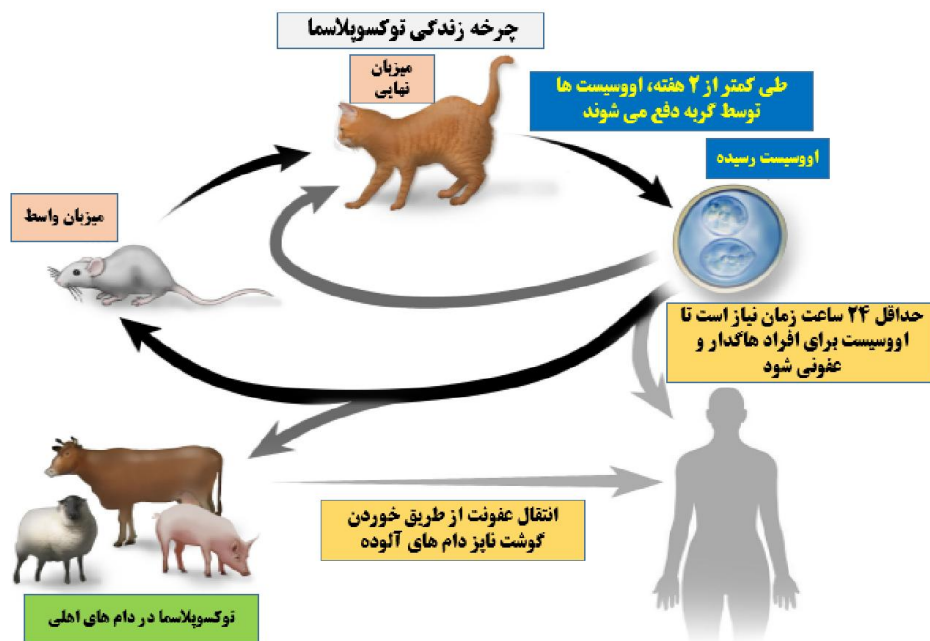 چرخه زندگی توکسوپلاسما
میزبان
نهایی
طی کمتر از ۲ هفته، اووسیست ها
توسط گربه دفع می شوند
اووسیست رسیده
میزبان واسط
حداقل ۲۴ ساعت زمان نیاز است تا
اووسیست برای افراد هاگدار و
عفونی شود
انتقال عفونت از طریق خوردن
گوشت ناپز دام های آلوده
توکسوپلاسما در دام های اهلی